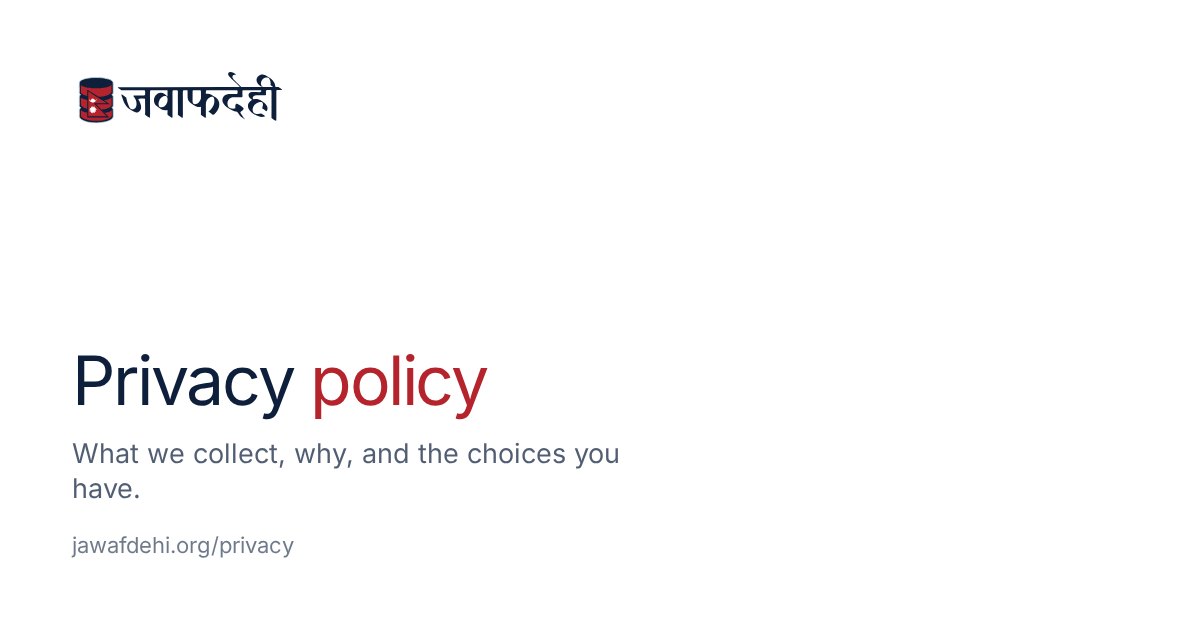 जवाफदेही
Privacy policy
What we collect, why, and the choices you
have.
jawafdehi.org/privacy